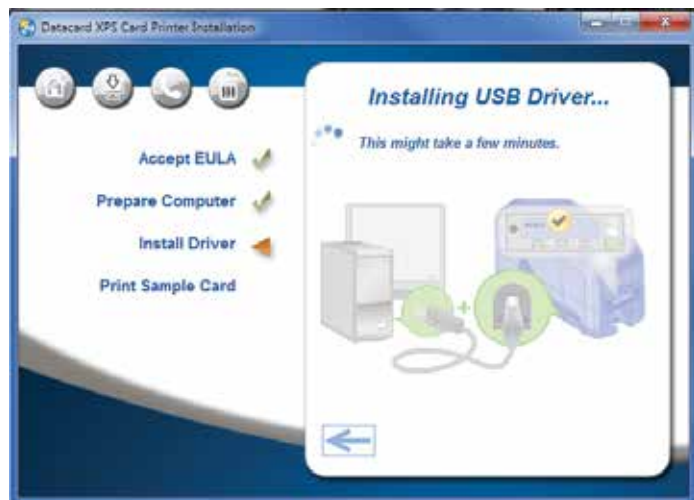 Datacard XPS Card Printer Installation
Accept EULA
Prepare Computer
Install Driver
Print Sample Card
Installing USB Driver...
This might take a few minutes.